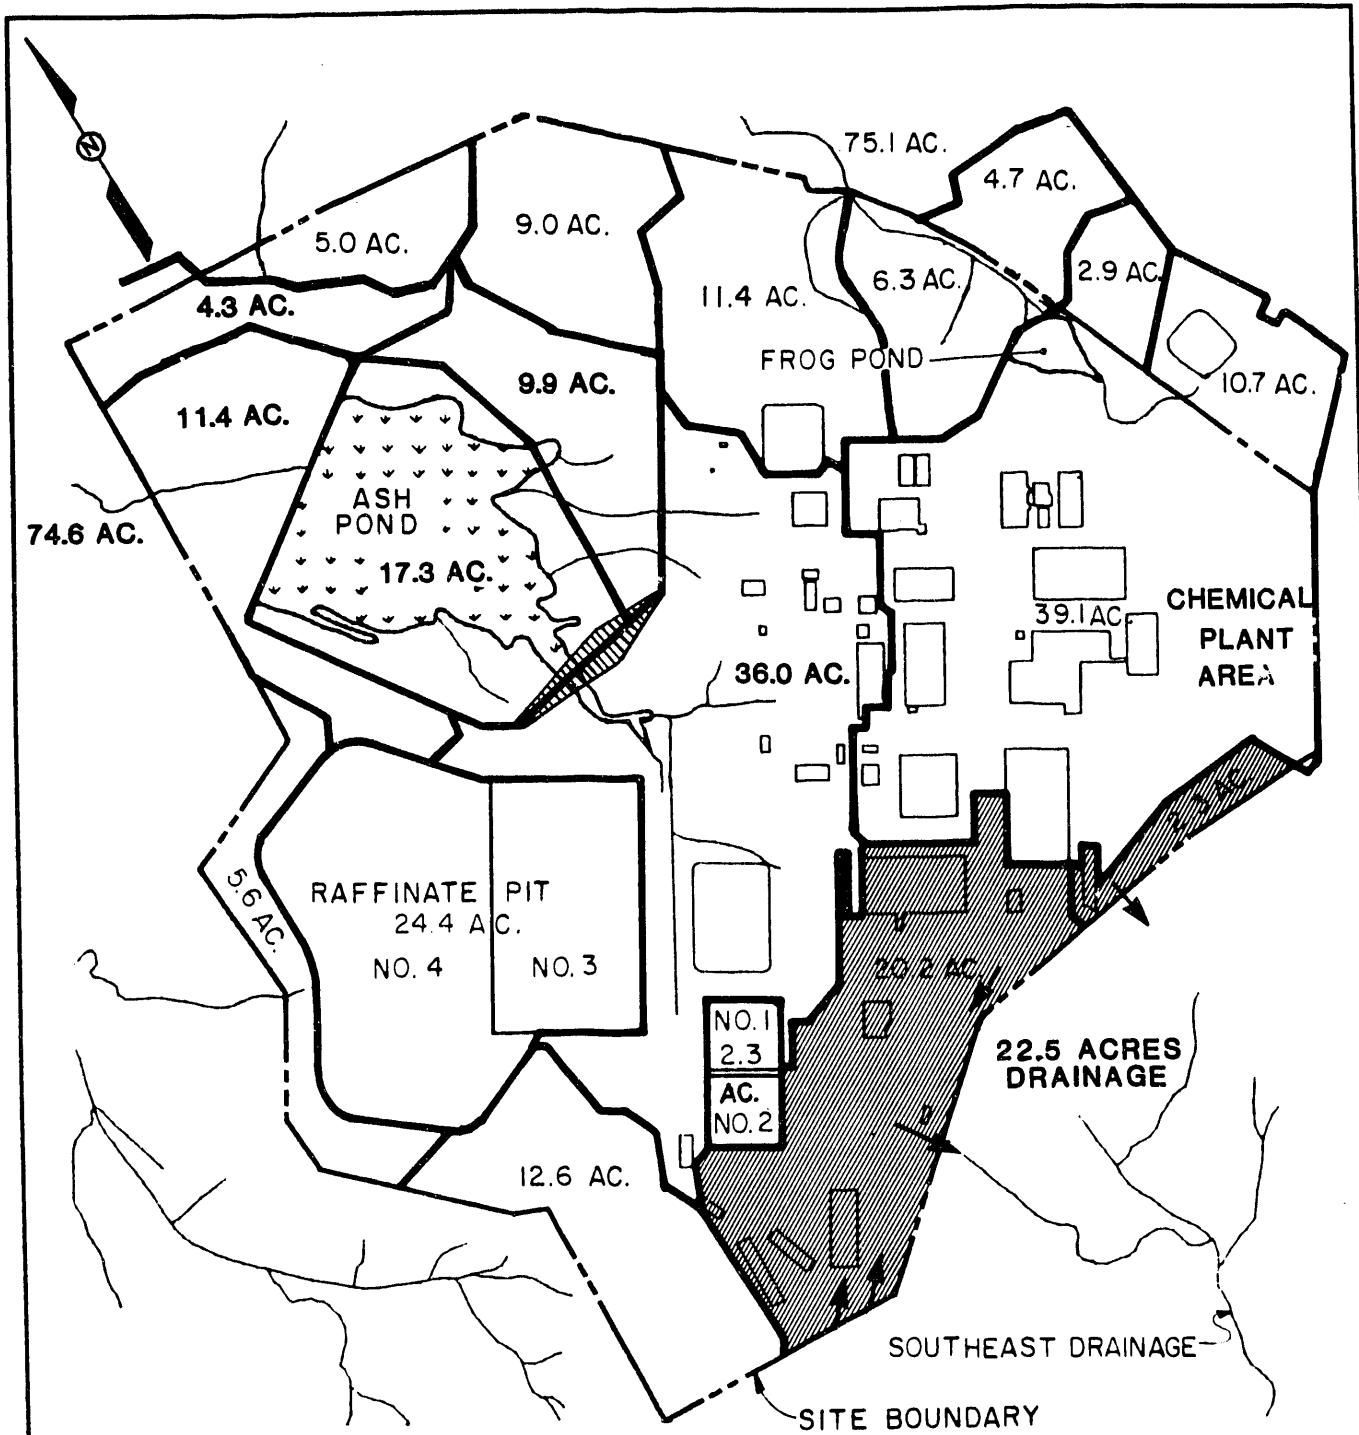 N
75.1 AC.
4.7 AC.
5.0 AC.
9.0 AC.
11.4 AC.
6.3 AC.
2.9 AC.
4.3 AC.
FROG POND
10.7 AC.
9.9 AC.
11.4 AC.
ASH
POND
17.3 AC.
74.6 AC.
CHEMICAL
PLANT
AREA
39.1 AC
36.0 AC.
2.3 AC.
5.6 AC.
RAFFINATE PIT
24.4 AC.
NO. 4
NO. 3
20.2 AC.
NO. 1
2.3
AC.
NO. 2
22.5 ACRES
DRAINAGE
12.6 AC.
SOUTHEAST DRAINAGE
SITE BOUNDARY